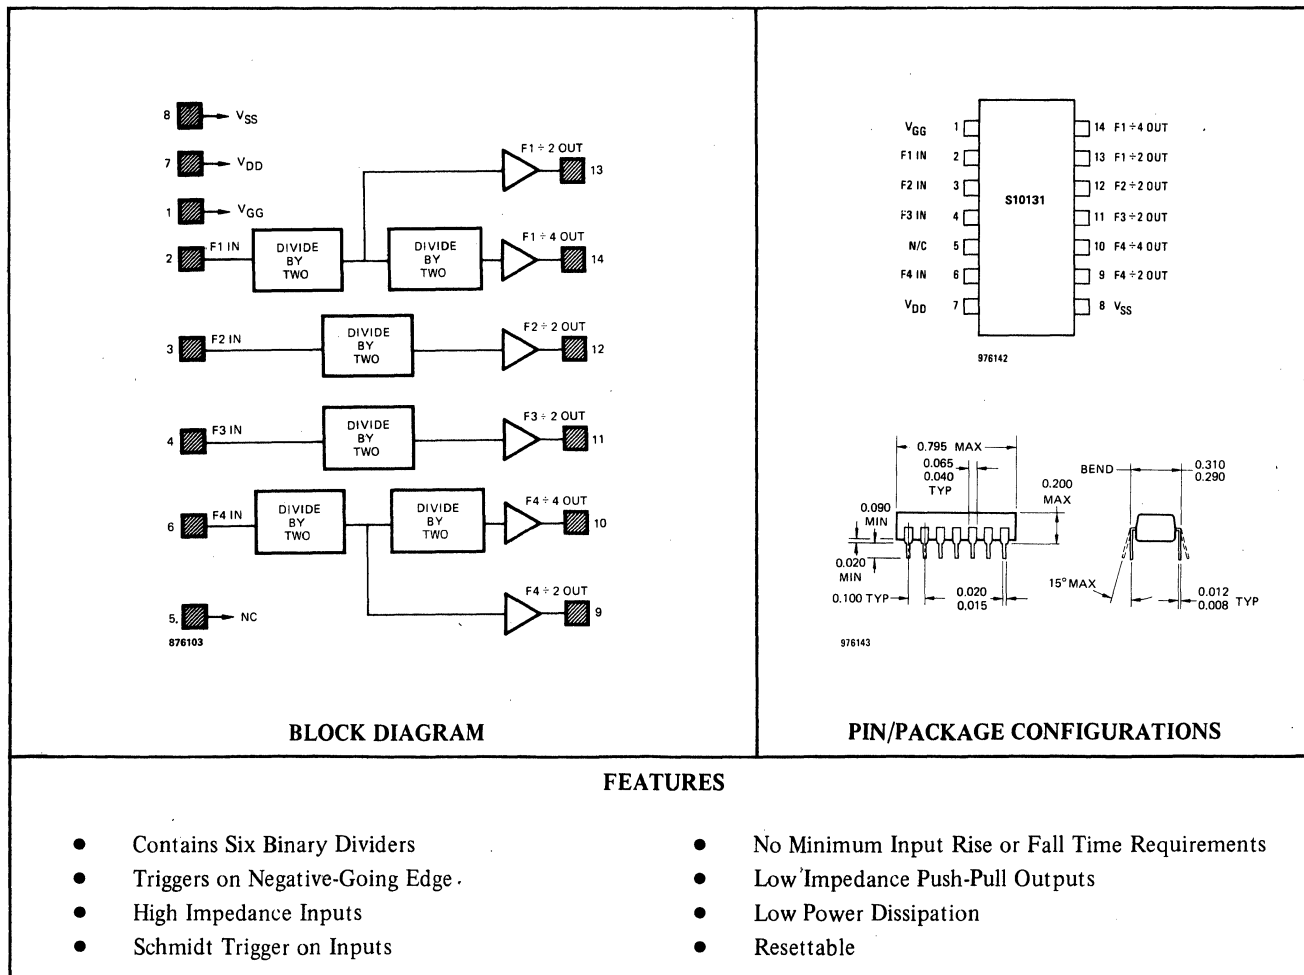 8 VSS
7 VDD
1 VGG
F1 ÷ 2 OUT
13
2 F1 IN
DIVIDE
BY
TWO
DIVIDE
BY
TWO
F1 ÷ 4 OUT
14
3 F2 IN
DIVIDE
BY
TWO
F2 ÷ 2 OUT
12
4 F3 IN
DIVIDE
BY
TWO
F3 ÷ 2 OUT
11
6 F4 IN
DIVIDE
BY
TWO
DIVIDE
BY
TWO
F4 ÷ 4 OUT
10
F4 ÷ 2 OUT
9
5. NC
876103
BLOCK DIAGRAM
VGG 1 14 F1 ÷ 4 OUT
F1 IN 2 13 F1 ÷ 2 OUT
F2 IN 3 12 F2 ÷ 2 OUT
S10131
F3 IN 4 11 F3 ÷ 2 OUT
N/C 5 10 F4 ÷ 4 OUT
F4 IN 6 9 F4 ÷ 2 OUT
VDD 7 8 VSS
976142
0.795 MAX
0.065
0.040
TYP
0.200
MAX
0.090
MIN
0.020
MIN
0.100 TYP
0.020
0.015
BEND
0.310
0.290
15° MAX
0.012
0.008 TYP
976143
PIN/PACKAGE CONFIGURATIONS
FEATURES
● Contains Six Binary Dividers
● Triggers on Negative-Going Edge
● High Impedance Inputs
● Schmidt Trigger on Inputs
● No Minimum Input Rise or Fall Time Requirements
● Low Impedance Push-Pull Outputs
● Low Power Dissipation
● Resettable